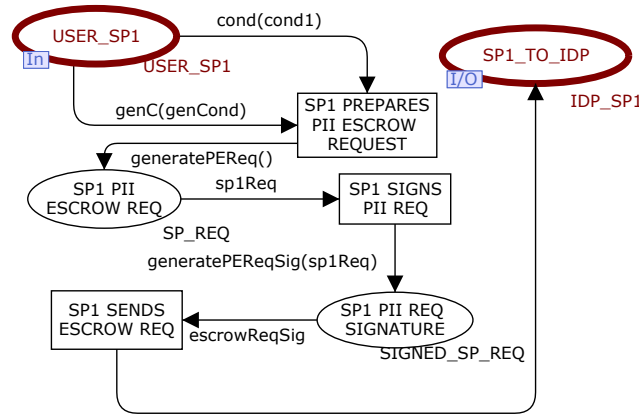 cond(cond1)
USER_SP1
In
USER_SP1
SP1_TO_IDP
I/O
IDP_SP1
genC(genCond)
SP1 PREPARES
PII ESCROW
REQUEST
generatePEReq()
SP1 PII
ESCROW REQ
sp1Req
SP_REQ
SP1 SIGNS
PII REQ
generatePEReqSig(sp1Req)
SP1 SENDS
ESCROW REQ
escrowReqSig
SP1 PII REQ
SIGNATURE
SIGNED_SP_REQ